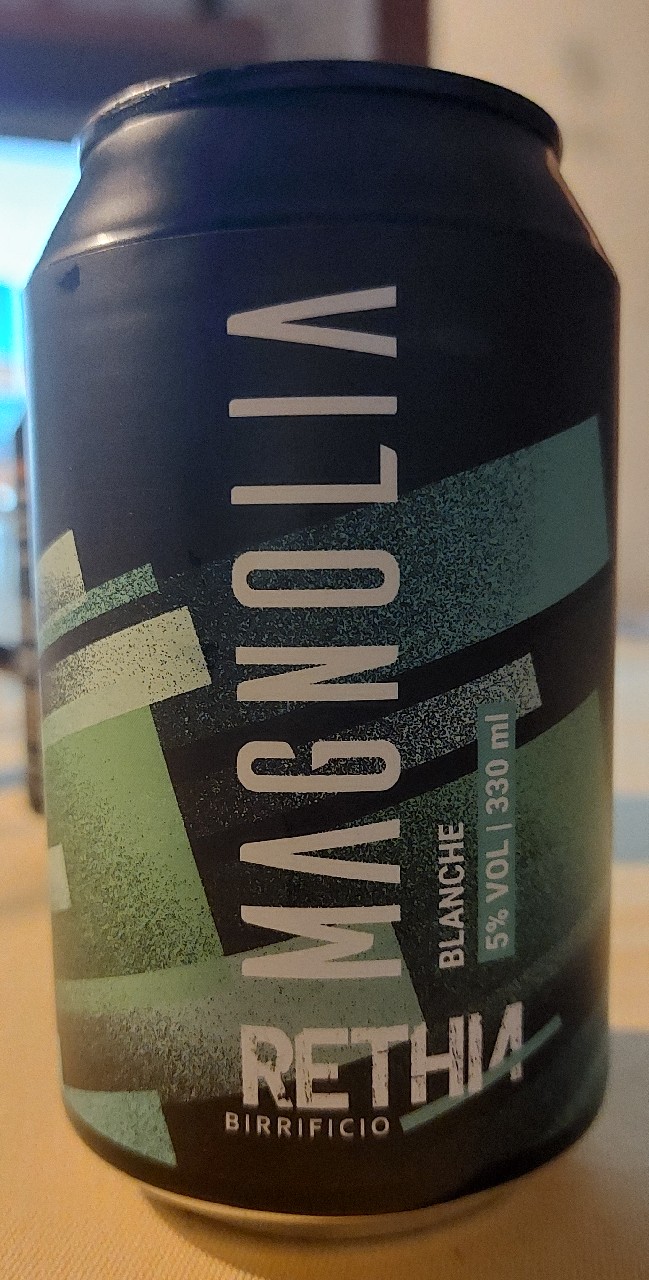 MAGNOLIA
BLANCHE
5% VOL | 330 ml
RETHIA
BIRRIFICIO